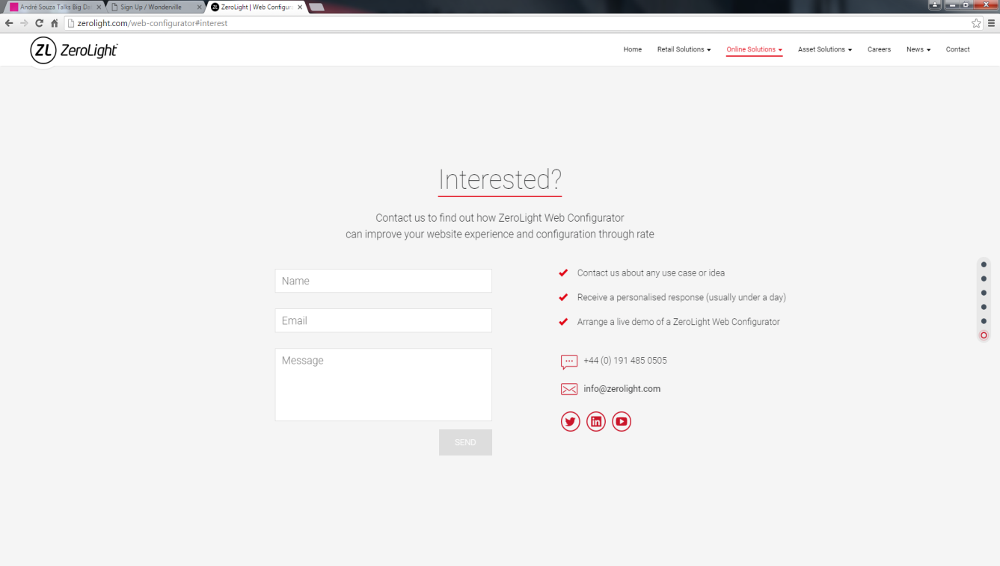 André Souza Talks Big Da
Sign Up / Wonderville
ZeroLight | Web Configur
zerolight.com/web-configurator#interest
ZL ZeroLight
Home Retail Solutions Online Solutions Asset Solutions Careers News Contact
Interested?
Contact us to find out how ZeroLight Web Configurator
can improve your website experience and configuration through rate
Name
Email
Message
SEND
Contact us about any use case or idea
Receive a personalised response (usually under a day)
Arrange a live demo of a ZeroLight Web Configurator
+44 (0) 191 485 0505
info@zerolight.com
in